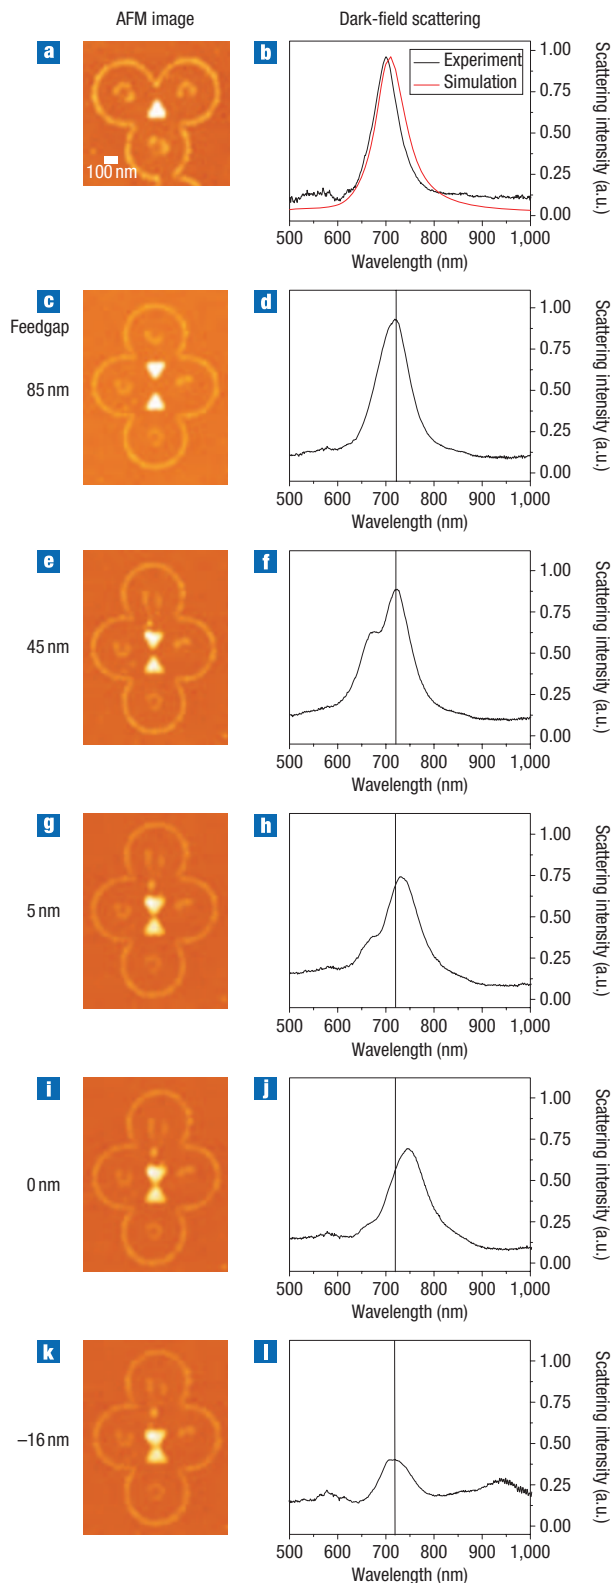 AFM image
Dark-field scattering
a
100 nm
b
Experiment
Simulation
1.00
0.75
0.50
0.25
0.00
Scattering intensity (a.u.)
500 600 700 800 900 1,000
Wavelength (nm)
c
Feedgap
85 nm
d
1.00
0.75
0.50
0.25
0.00
Scattering intensity (a.u.)
500 600 700 800 900 1,000
Wavelength (nm)
e
45 nm
f
1.00
0.75
0.50
0.25
0.00
Scattering intensity (a.u.)
500 600 700 800 900 1,000
Wavelength (nm)
g
5 nm
h
1.00
0.75
0.50
0.25
0.00
Scattering intensity (a.u.)
500 600 700 800 900 1,000
Wavelength (nm)
i
0 nm
j
1.00
0.75
0.50
0.25
0.00
Scattering intensity (a.u.)
500 600 700 800 900 1,000
Wavelength (nm)
k
–16 nm
l
1.00
0.75
0.50
0.25
0.00
Scattering intensity (a.u.)
500 600 700 800 900 1,000
Wavelength (nm)